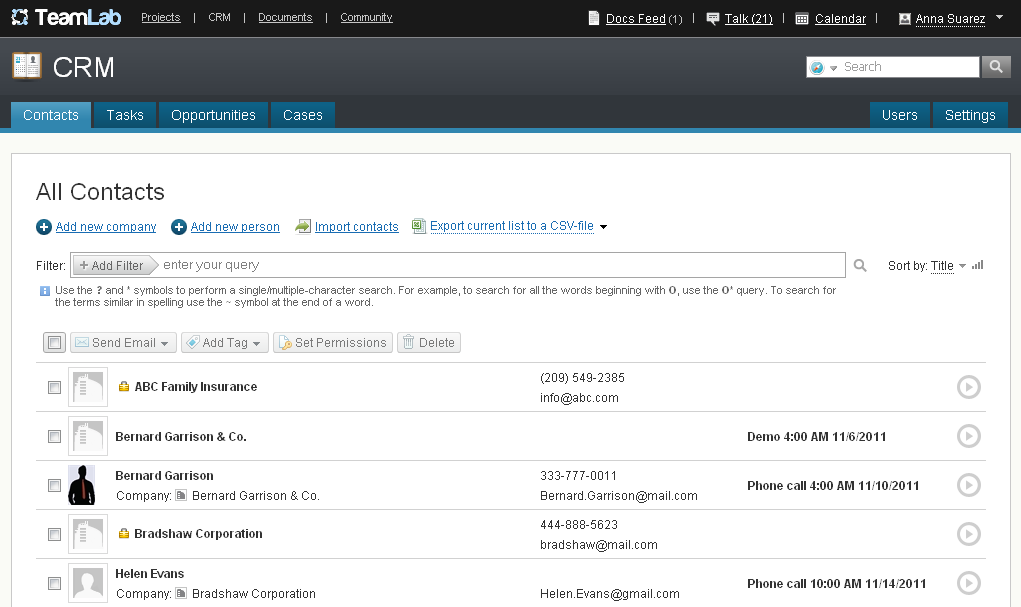 TeamLab Projects | CRM | Documents | Community Docs Feed (1) | Talk (21) | Calendar | Anna Suarez
CRM Search
Contacts Tasks Opportunities Cases Users Settings
All Contacts
Add new company Add new person Import contacts Export current list to a CSV-file
Filter: + Add Filter enter your query Sort by: Title
Use the ? and * symbols to perform a single/multiple-character search. For example, to search for all the words beginning with O, use the O* query. To search for
the terms similar in spelling use the ~ symbol at the end of a word.
Send Email Add Tag Set Permissions Delete
ABC Family Insurance (209) 549-2385
info@abc.com
Bernard Garrison & Co. Demo 4:00 AM 11/6/2011
Bernard Garrison 333-777-0011
Phone call 4:00 AM 11/10/2011
Company: Bernard Garrison & Co. Bernard.Garrison@mail.com
Bradshaw Corporation 444-888-5623
bradshaw@mail.com
Helen Evans
Phone call 10:00 AM 11/14/2011
Company: Bradshaw Corporation Helen.Evans@gmail.com